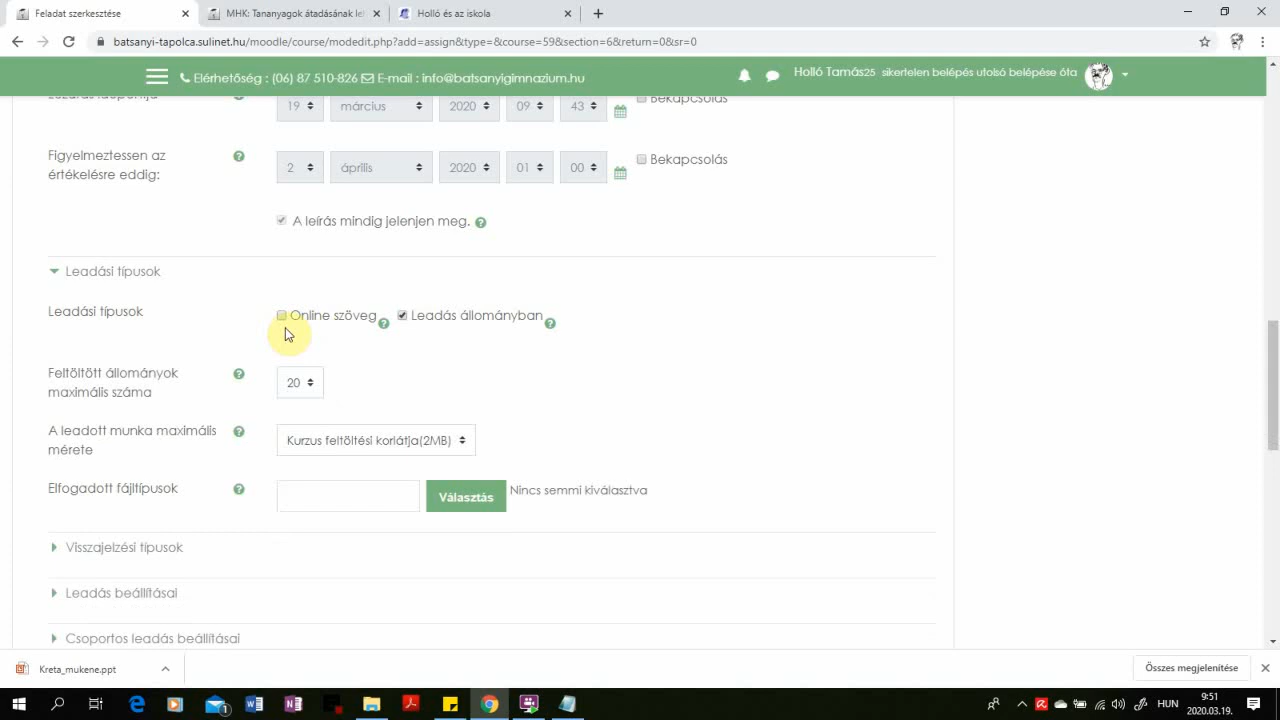 Feladat szerkesztése
MHK: Tananyagok átadásának le
Holló és az iskola
batsanyi-tapolca.sulinet.hu/moodle/course/modedit.php?add=assign&type=&course=59&section=6&return=0&sr=0
Elérhetőség : (06) 87 510-826 E-mail : info@batsanyigimnazium.hu
Holló Tamás25 sikertelen belépés utolsó belépése óta
19 március 2020 09 43 Bekapcsolás
Figyelmeztessen az
értékelésre eddig:
2 április 2020 01 00 Bekapcsolás
A leírás mindig jelenjen meg.
Leadási típusok
Leadási típusok
Online szöveg Leadás állományban
Feltöltött állományok
maximális száma
20
A leadott munka maximális
mérete
Kurzus feltöltési korlátja(2MB)
Elfogadott fájltípusok
Választás Nincs semmi kiválasztva
Visszajelzési típusok
Leadás beállításai
Csoportos leadás beállításai
Kreta_mukene.ppt
Összes megjelenítése
1
HUN
9:51
2020.03.19.